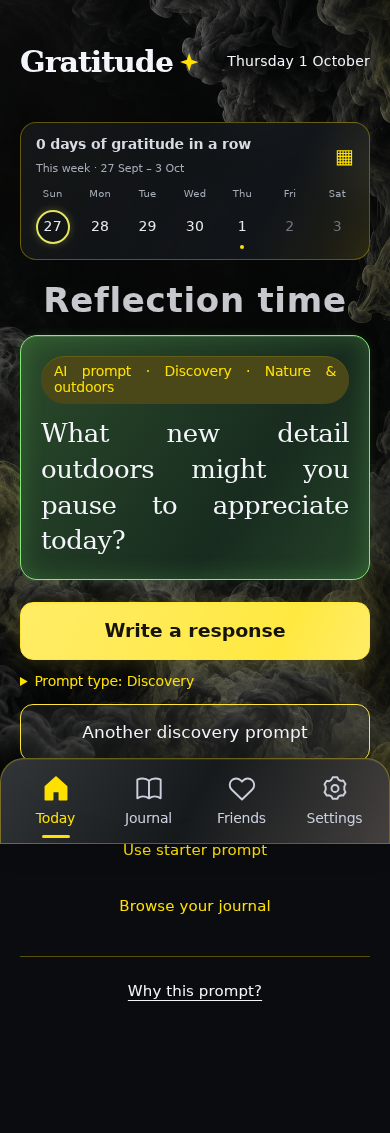 Gratitude
Thursday 1 October
0 days of gratitude in a row
This week · 27 Sept – 3 Oct
Sun Mon Tue Wed Thu Fri Sat
27 28 29 30 1 2 3
Reflection time
AI prompt · Discovery · Nature &
outdoors
What new detail
outdoors might you
pause to appreciate
today?
Write a response
Prompt type: Discovery
Another discovery prompt
Today Journal Friends Settings
Use starter prompt
Browse your journal
Why this prompt?